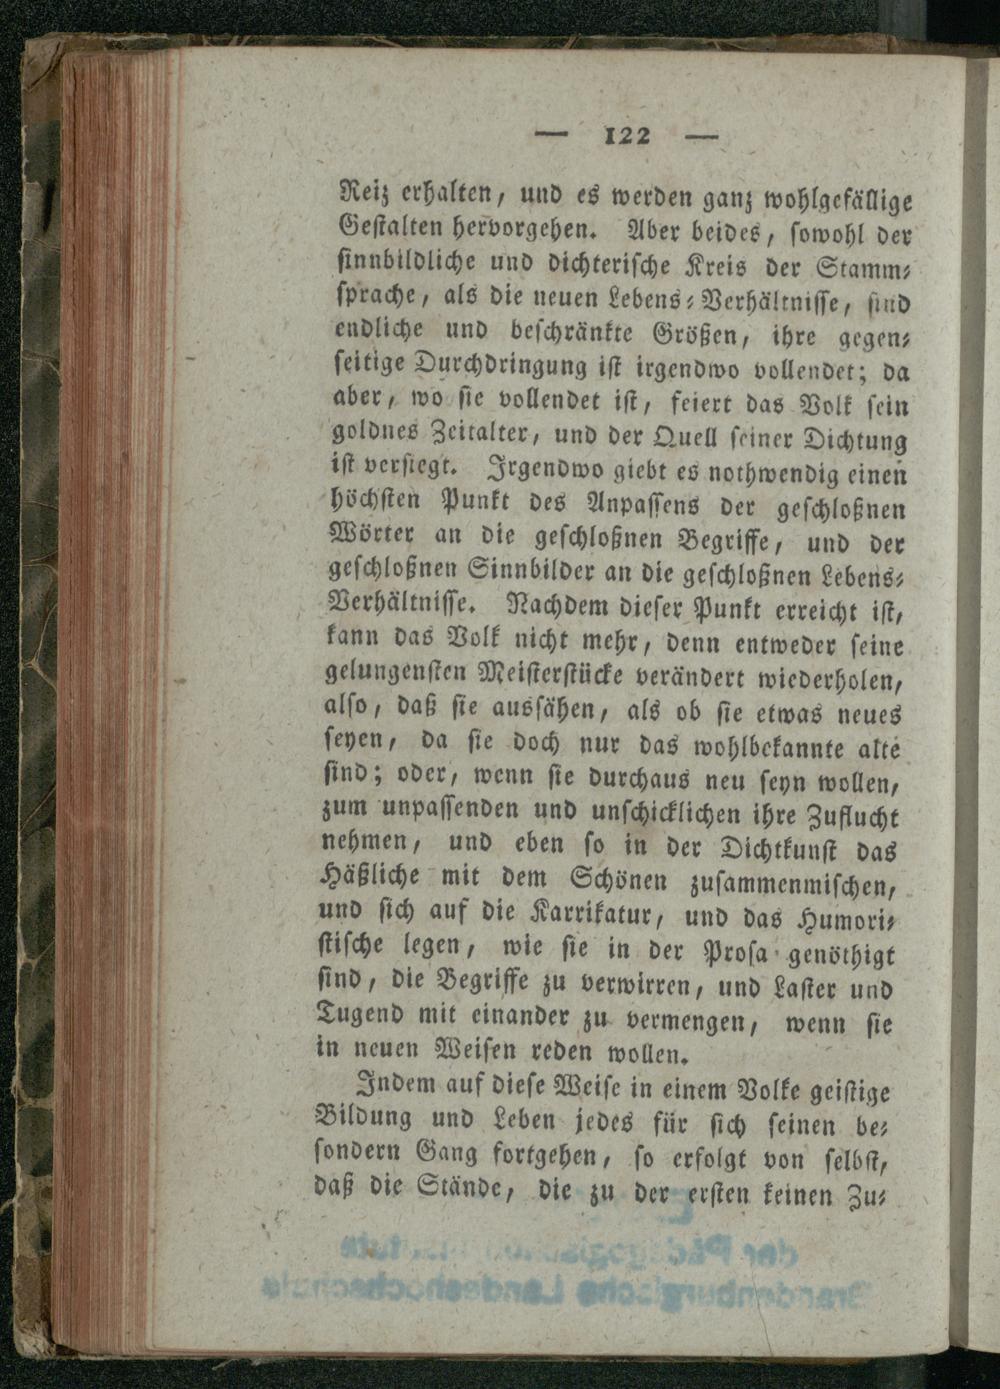 — 122 —
Reiz erhalten, und es werden ganz wohlgefällige
Gestalten hervorgehen. Aber beides, sowohl der
sinnbildliche und dichterische Kreis der Stamm⸗
sprache, als die neuen Lebens⸗Verhältnisse, sind
endliche und beschränkte Größen, ihre gegen⸗
seitige Durchdringung ist irgendwo vollendet; da
aber, wo sie vollendet ist, feiert das Volk sein
goldnes Zeitalter, und der Quell seiner Dichtung
ist versiegt. Irgendwo giebt es nothwendig einen
höchsten Punkt des Anpassens der geschloßnen
Wörter an die geschloßnen Begriffe, und der
geschloßnen Sinnbilder an die geschloßnen Lebens⸗
Verhältnisse. Nachdem dieser Punkt erreicht ist,
kann das Volk nicht mehr, denn entweder seine
gelungensten Meisterstücke verändert wiederholen,
also, daß sie aussähen, als ob sie etwas neues
seyen, da sie doch nur das wohlbekannte alte
sind; oder, wenn sie durchaus neu seyn wollen,
zum unpassenden und unschicklichen ihre Zuflucht
nehmen, und eben so in der Dichtkunst das
Häßliche mit dem Schönen zusammenmischen,
und sich auf die Karrikatur, und das Humori⸗
stische legen, wie sie in der Prosa genöthigt
sind, die Begriffe zu verwirren, und Laster und
Tugend mit einander zu vermengen, wenn sie
in neuen Weisen reden wollen.
Indem auf diese Weise in einem Volke geistige
Bildung und Leben jedes für sich seinen be⸗
sondern Gang fortgehen, so erfolgt von selbst,
daß die Stände, die zu der ersten keinen Zu⸗
der
Brandenburgische Landeshochschule